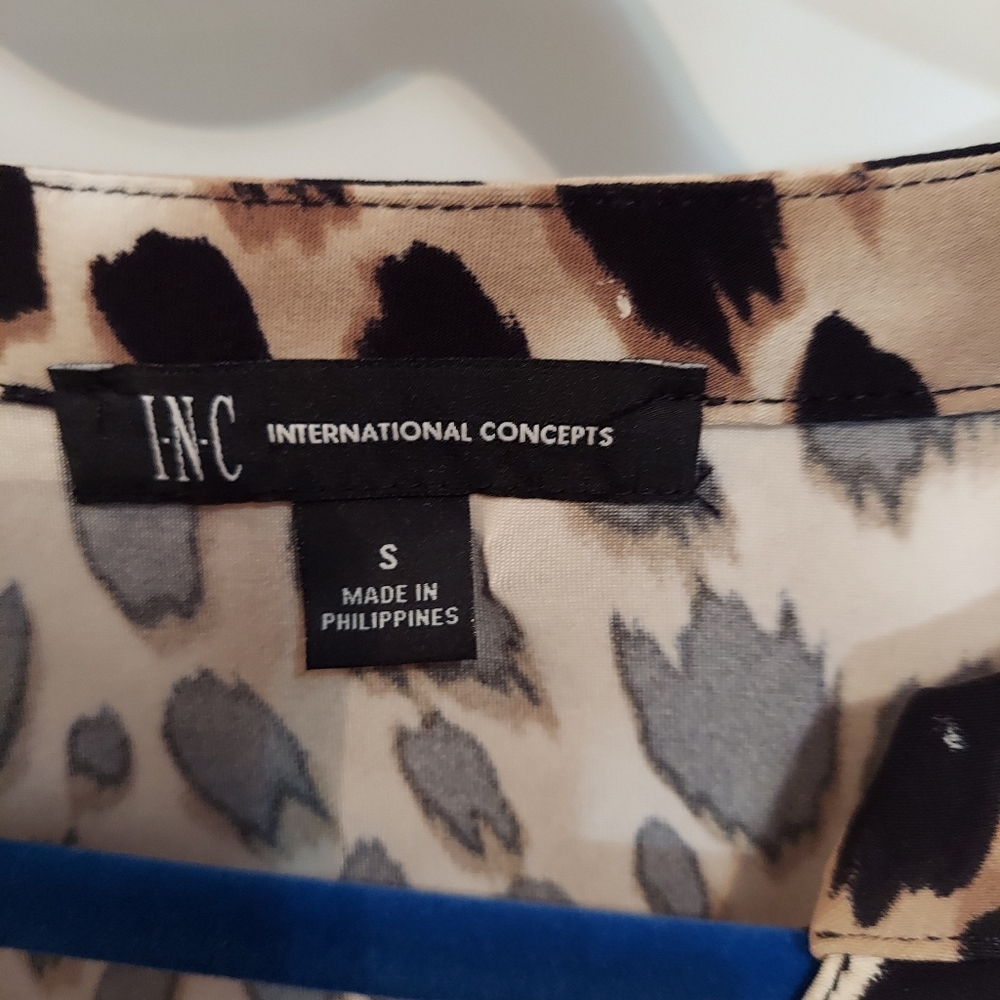 I·N·C INTERNATIONAL CONCEPTS
S
MADE IN
PHILIPPINES